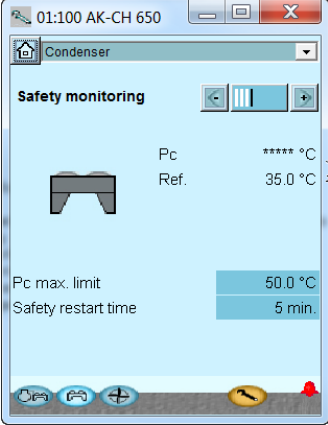 01:100 AK-CH 650
Condenser
Safety monitoring
Pc ***** °C
Ref. 35.0 °C
Pc max. limit 50.0 °C
Safety restart time 5 min.